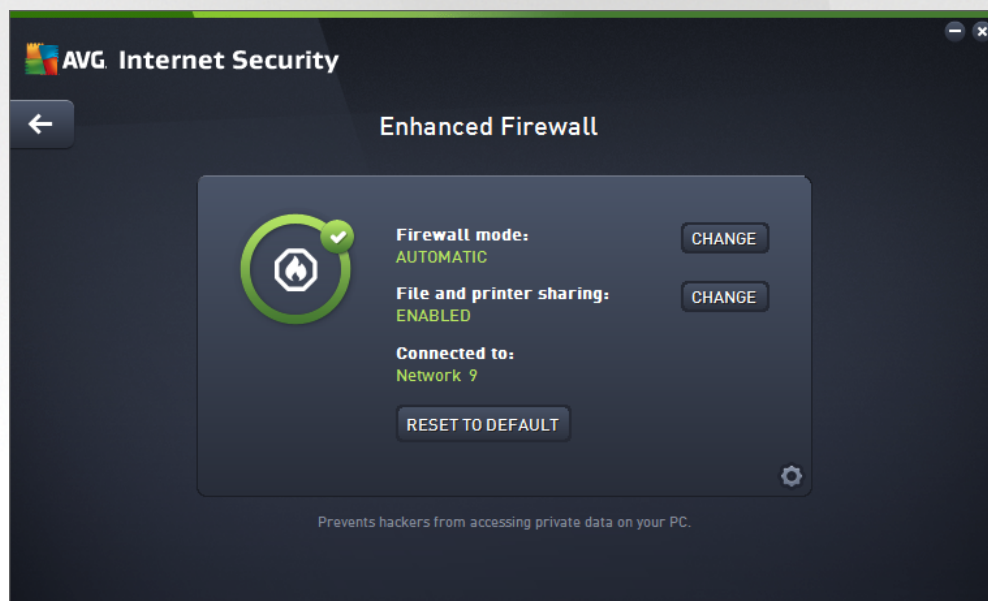 AVG. Internet Security
Enhanced Firewall
Firewall mode:
AUTOMATIC
CHANGE
File and printer sharing:
ENABLED
CHANGE
Connected to:
Network 9
RESET TO DEFAULT
Prevents hackers from accessing private data on your PC.